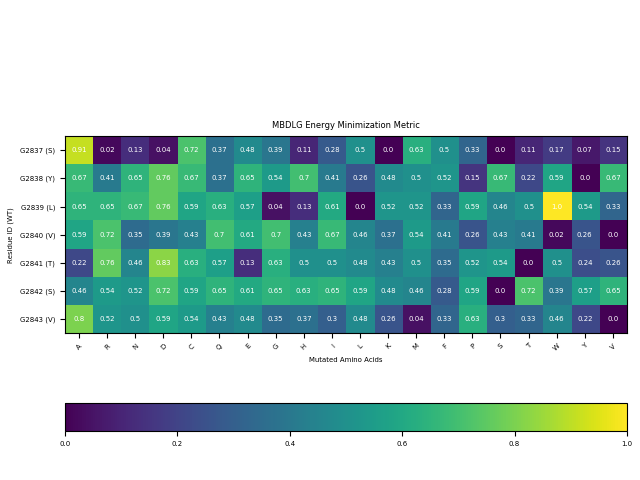 MBDLG Energy Minimization Metric
Residue ID (WT)
G2837 (S) 0.91 0.02 0.13 0.04 0.72 0.37 0.48 0.39 0.11 0.28 0.5 0.0 0.63 0.5 0.33 0.0 0.11 0.17 0.07 0.15
G2838 (Y) 0.67 0.41 0.65 0.76 0.67 0.37 0.65 0.54 0.7 0.41 0.26 0.48 0.5 0.52 0.15 0.67 0.22 0.59 0.0 0.67
G2839 (L) 0.65 0.65 0.67 0.76 0.59 0.63 0.57 0.04 0.13 0.61 0.0 0.52 0.52 0.33 0.59 0.46 0.5 1.0 0.54 0.33
G2840 (V) 0.59 0.72 0.35 0.39 0.43 0.7 0.61 0.7 0.43 0.67 0.46 0.37 0.54 0.41 0.26 0.43 0.41 0.02 0.26 0.0
G2841 (T) 0.22 0.76 0.46 0.83 0.63 0.57 0.13 0.63 0.5 0.5 0.48 0.43 0.5 0.35 0.52 0.54 0.0 0.5 0.24 0.26
G2842 (S) 0.46 0.54 0.52 0.72 0.59 0.65 0.61 0.65 0.63 0.65 0.59 0.48 0.46 0.28 0.59 0.0 0.72 0.39 0.57 0.65
G2843 (V) 0.8 0.52 0.5 0.59 0.54 0.43 0.48 0.35 0.37 0.3 0.48 0.26 0.04 0.33 0.63 0.3 0.33 0.46 0.22 0.0
A R N D C Q E G H I L K M F P S T W Y V
Mutated Amino Acids
0.0 0.2 0.4 0.6 0.8 1.0